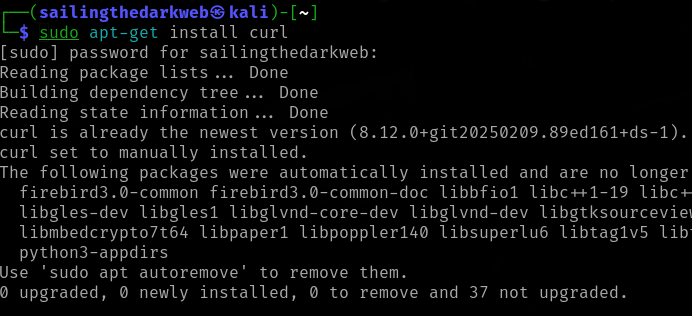 ┌──(sailingthedarkweb㉿kali)-[~]
└─$ sudo apt-get install curl
[sudo] password for sailingthedarkweb:
Reading package lists... Done
Building dependency tree... Done
Reading state information... Done
curl is already the newest version (8.12.0+git20250209.89ed161+ds-1).
curl set to manually installed.
The following packages were automatically installed and are no longer
  firebird3.0-common firebird3.0-common-doc libbfio1 libc++1-19 libc+
  libgles-dev libgles1 libglvnd-core-dev libglvnd-dev libgtksourceview
  libmbedcrypto7t64 libpaper1 libpoppler140 libsuperlu6 libtag1v5
  python3-appdirs
Use 'sudo apt autoremove' to remove them.
0 upgraded, 0 newly installed, 0 to remove and 37 not upgraded.